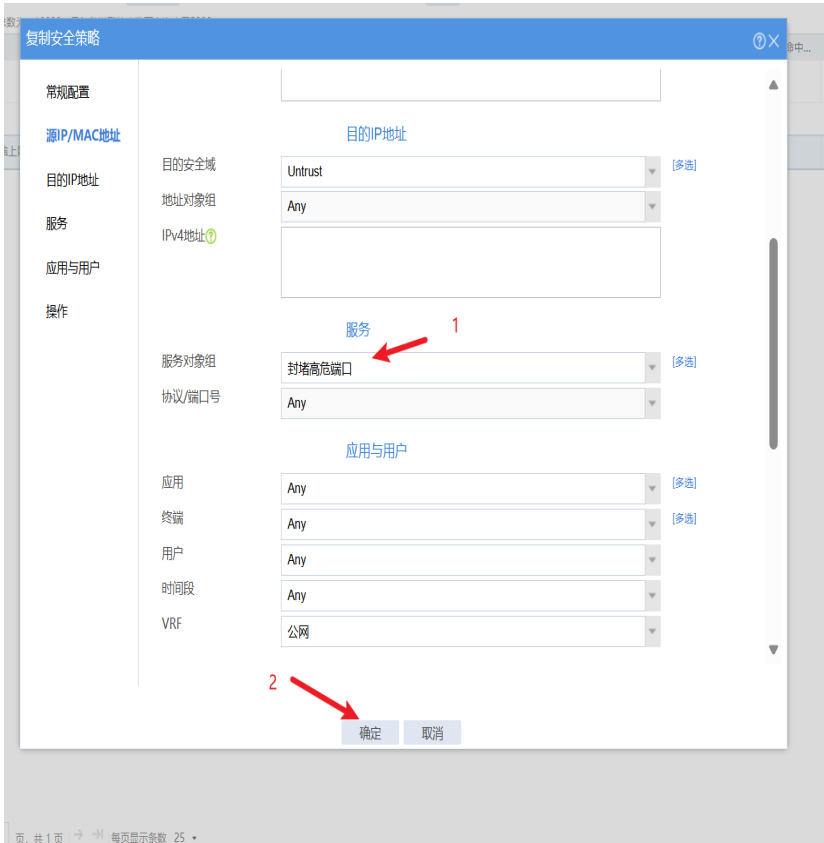 复制安全策略
命中...
常规配置
源IP/MAC地址
目的IP地址
服务
应用与用户
操作
目的IP地址
目的安全域 Untrust [多选]
地址对象组 Any
IPv4地址
服务 1
服务对象组 封堵高危端口 [多选]
协议/端口号 Any
应用与用户
应用 Any [多选]
终端 Any [多选]
用户 Any
时间段 Any
VRF 公网
2
确定 取消
页，共 1 页 每页显示条数 25